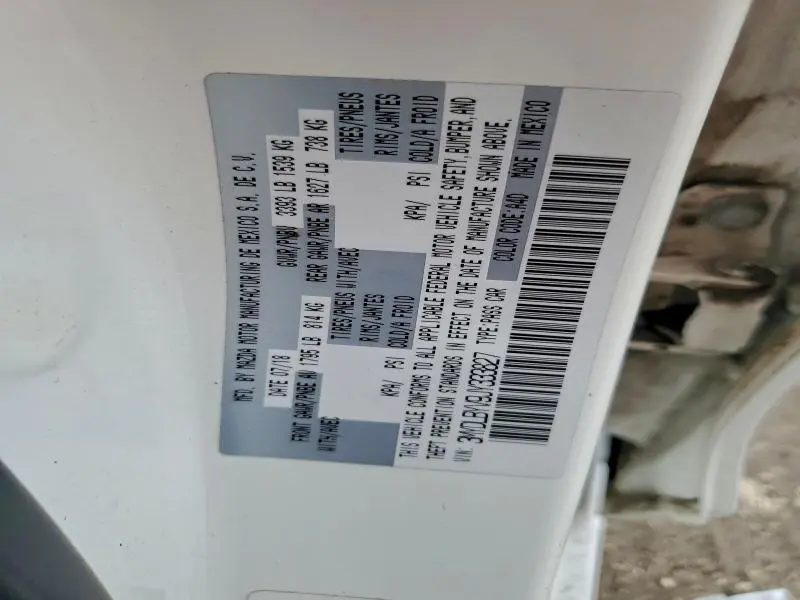 MFD. BY MAZDA MOTOR MANUFACTURING DE MEXICO S.A. DE C.V.
DATE 07/18 GVWR/PNBV 3393 LB 1539 KG
FRONT GAWR/PNBE AV 1795 LB 814 KG REAR GAWR/PNBE AR 1627 LB 738 KG
WITH/AVEC TIRES/PNEUS WITH/AVEC TIRES/PNEUS
RIMS/JANTES RIMS/JANTES
KPA/ PSI COLD/A FROID KPA/ PSI COLD/A FROID
THIS VEHICLE CONFORMS TO ALL APPLICABLE FEDERAL MOTOR VEHICLE SAFETY, BUMPER, AND
THEFT PREVENTION STANDARDS IN EFFECT ON THE DATE OF MANUFACTURE SHOWN ABOVE.
VIN: TYPE: PASS CAR COLOR CODE: A4D MADE IN MEXICO